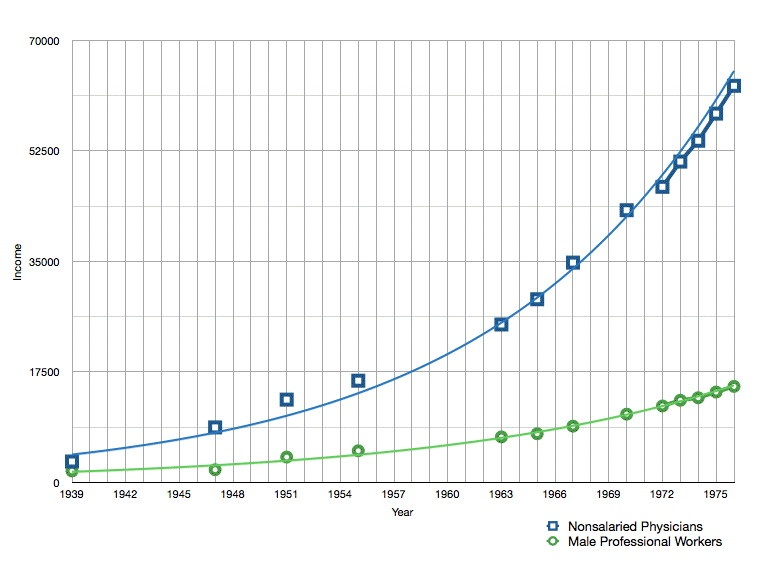 70000
52500
35000
17500
0
Income
1939 1942 1945 1948 1951 1954 1957 1960 1963 1966 1969 1972 1975
Year
Nonsalaried Physicians
Male Professional Workers